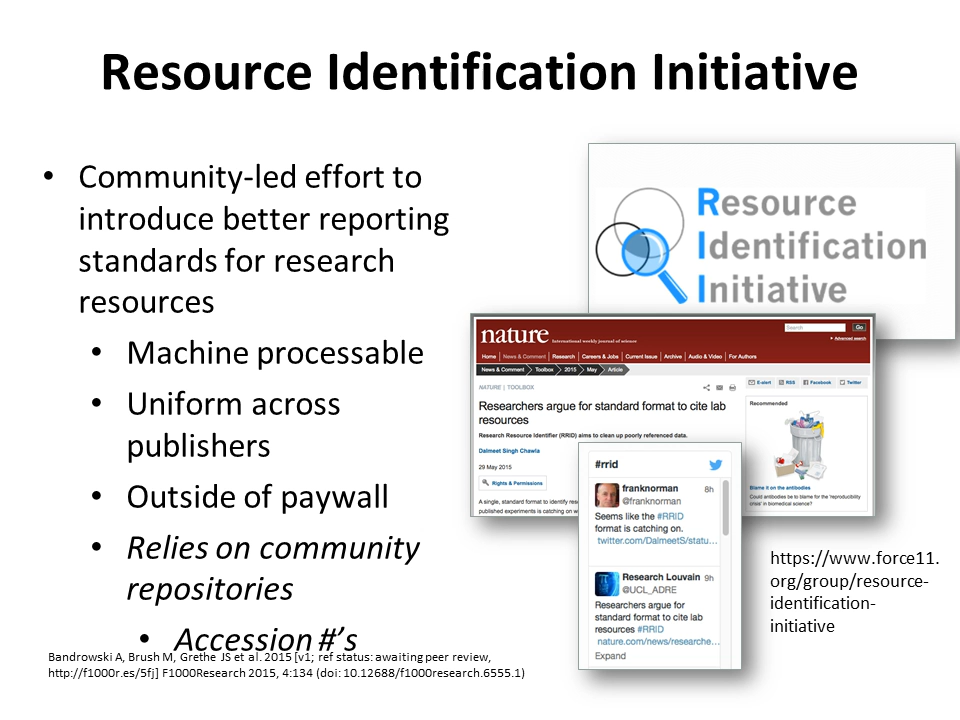 Resource Identification Initiative
• Community-led effort to
introduce better reporting
standards for research
resources
• Machine processable
• Uniform across
publishers
• Outside of paywall
• Relies on community
repositories
• Accession #'s
Bandrowski A, Brush M, Grethe JS et al. 2015 [v1; ref status: awaiting peer review,
http://f1000r.es/5fj] F1000Research 2015, 4:134 (doi: 10.12688/f1000research.6555.1)
Resource
Identification
Initiative
nature International weekly journal of science
Search Go
Advanced search
Home News & Comment Research Careers & Jobs Current Issue Archive Audio & Video For Authors
News & Comment Toolbox 2015 May Article
NATURE | TOOLBOX
E-alert RSS Facebook Twitter
Researchers argue for standard format to cite lab
resources
Research Resource Identifier (RRID) aims to clean up poorly referenced data.
Dalmeet Singh Chawla
29 May 2015
Rights & Permissions
A single, standard format to identify res
published experiments is catching on w
Recommended
Blame it on the antibodies
Could antibodies be to blame for the 'reproducibility
crisis' in biomedical science?
#rrid
franknorman 8h
@franknorman
Seems like the #RRID
format is catching on.
twitter.com/DalmeetS/statu…
Research Louvain 9h
@UCL_ADRE
Researchers argue for
standard format to cite lab
resources #RRID
nature.com/news/researche…
Expand
https://www.force11.
org/group/resource-
identification-
initiative